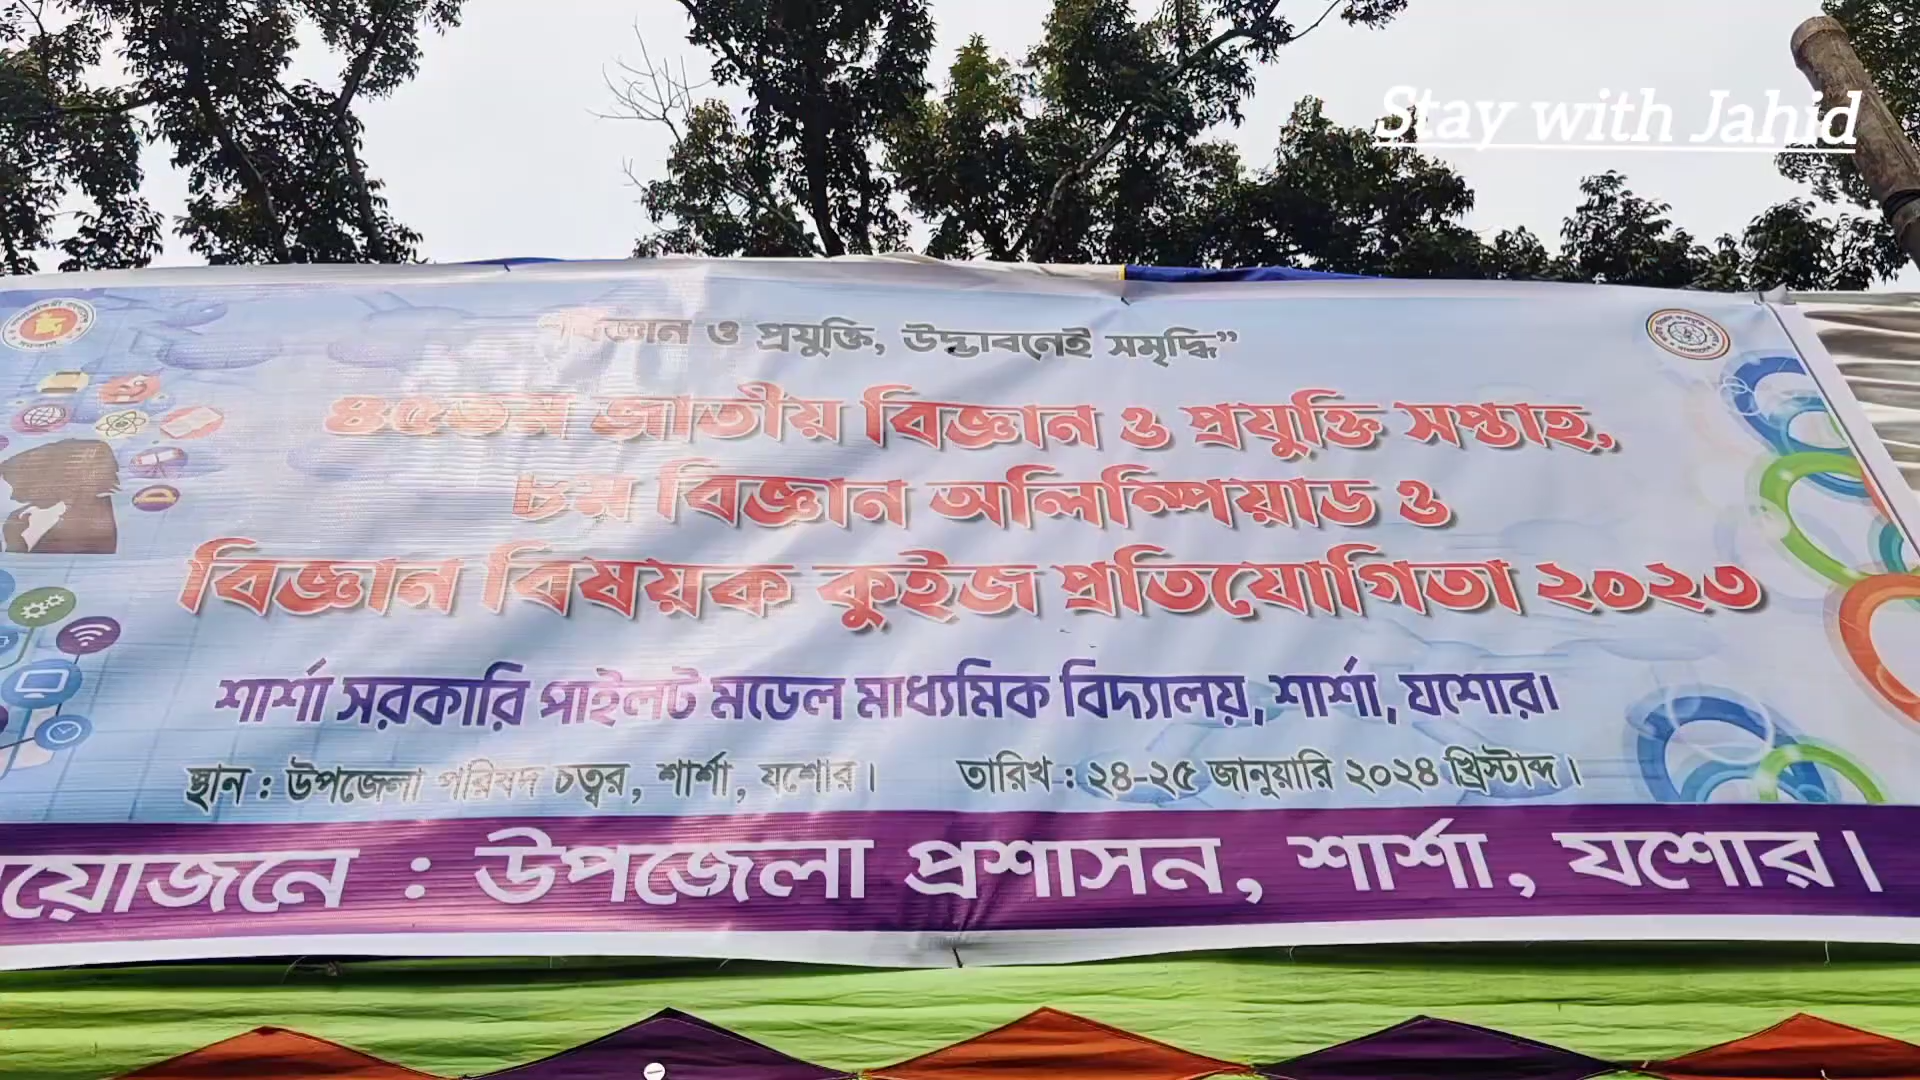 Stay with Jahid
“বিজ্ঞান ও প্রযুক্তি, উদ্ভাবনেই সমৃদ্ধি”
৪৫তম জাতীয় বিজ্ঞান ও প্রযুক্তি সপ্তাহ,
৮ম বিজ্ঞান অলিম্পিয়াড ও
বিজ্ঞান বিষয়ক কুইজ প্রতিযোগিতা ২০২৩
শার্শা সরকারি পাইলট মডেল মাধ্যমিক বিদ্যালয়, শার্শা, যশোর।
স্থান : উপজেলা পরিষদ চত্বর, শার্শা, যশোর। তারিখ : ২৪-২৫ জানুয়ারি ২০২৪ খ্রিস্টাব্দ।
য়োজনে : উপজেলা প্রশাসন, শার্শা, যশোর।